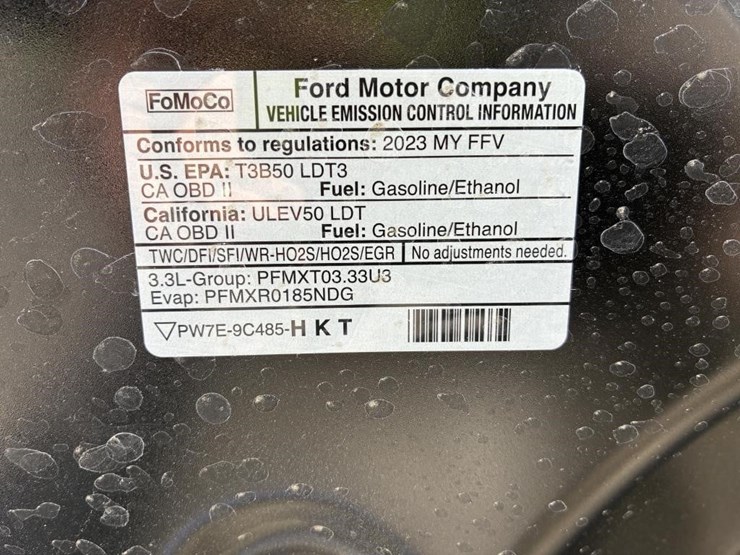 FoMoCo
Ford Motor Company
VEHICLE EMISSION CONTROL INFORMATION
Conforms to regulations: 2023 MY FFV
U.S. EPA: T3B50 LDT3
CA OBD II Fuel: Gasoline/Ethanol
California: ULEV50 LDT
CA OBD II Fuel: Gasoline/Ethanol
TWC/DFI/SFI/WR-HO2S/HO2S/EGR No adjustments needed.
3.3L-Group: PFMXT03.33U3
Evap: PFMXR0185NDG
▽PW7E-9C485-H K T